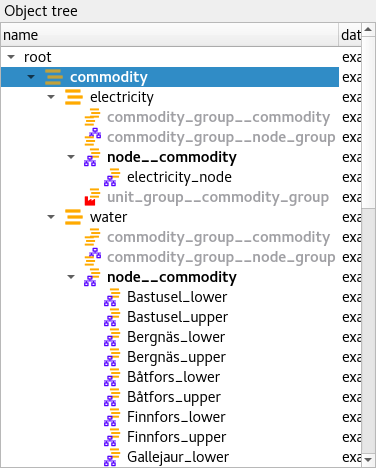 Object tree
name dat
root exa
commodity exa
electricity exa
commodity_group__commodity exa
commodity_group__node_group exa
node__commodity exa
electricity_node exa
unit_group__commodity_group exa
water exa
commodity_group__commodity exa
commodity_group__node_group exa
node__commodity exa
Bastusel_lower exa
Bastusel_upper exa
Bergnäs_lower exa
Bergnäs_upper exa
Båtfors_lower exa
Båtfors_upper exa
Finnfors_lower exa
Finnfors_upper exa
Gallejaur_lower exa